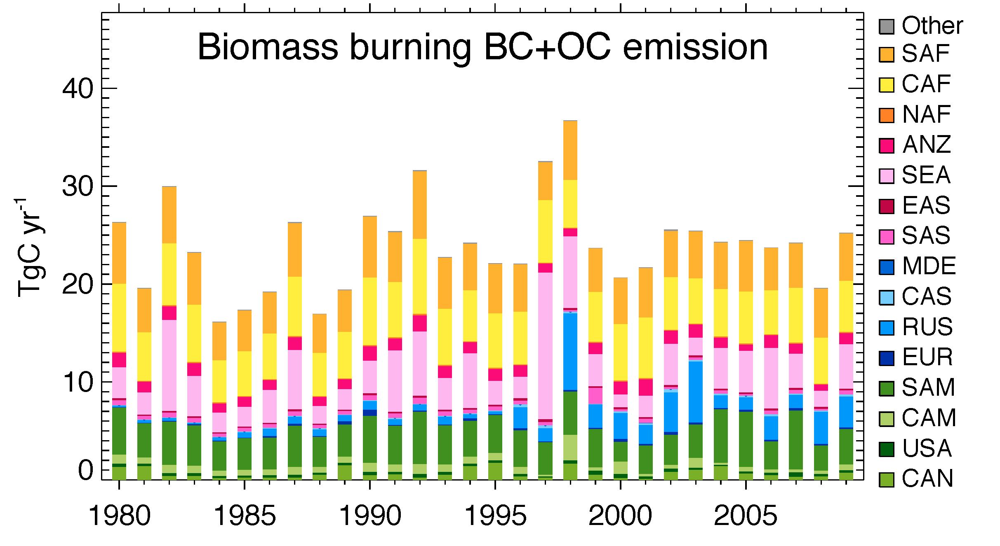 Biomass burning BC+OC emission
TgC yr-1
40
30
20
10
0
1980
1985
1990
1995
2000
2005
Other
SAF
CAF
NAF
ANZ
SEA
EAS
SAS
MDE
CAS
RUS
EUR
SAM
CAM
USA
CAN